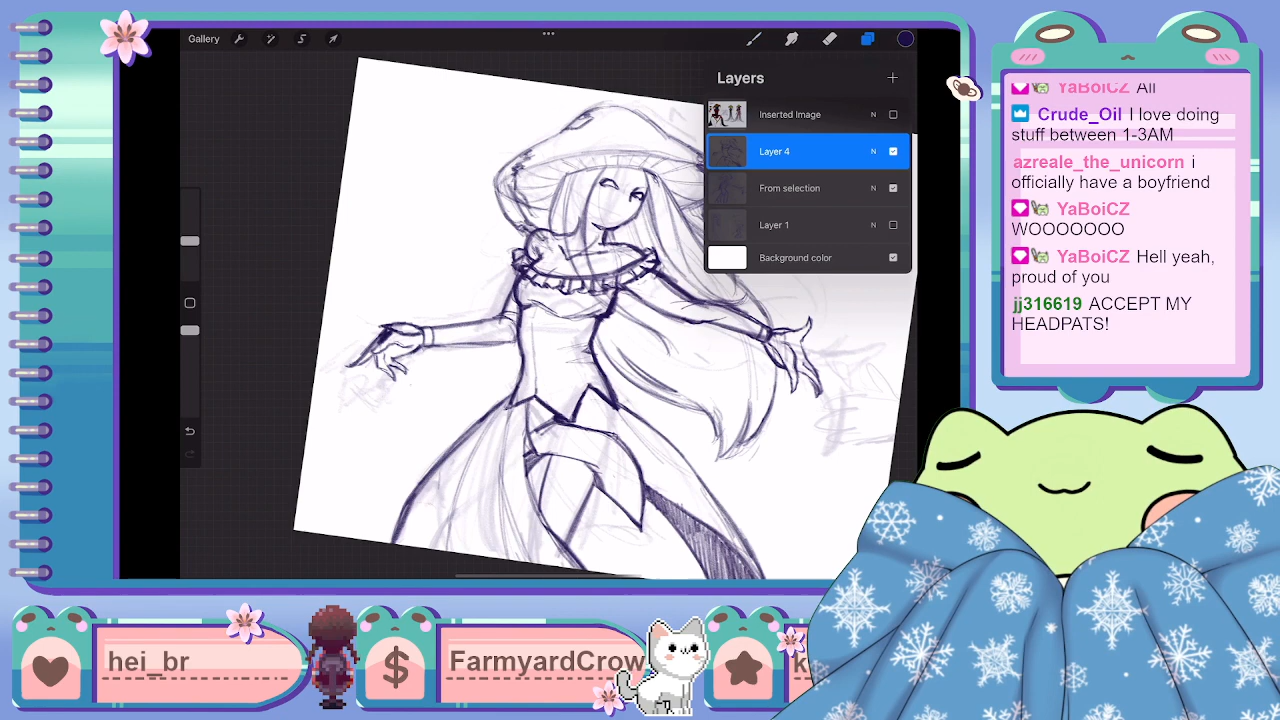 Gallery
Layers
Inserted Image N
Layer 4 N
From selection N
Layer 1 N
Background color
YaBoiCZ All
Crude_Oil I love doing
stuff between 1-3AM
azreale_the_unicorn i
officially have a boyfriend
YaBoiCZ
WOOOOOOO
YaBoiCZ Hell yeah,
proud of you
jj316619 ACCEPT MY
HEADPATS!
hei_br
$
FarmyardCrow
k